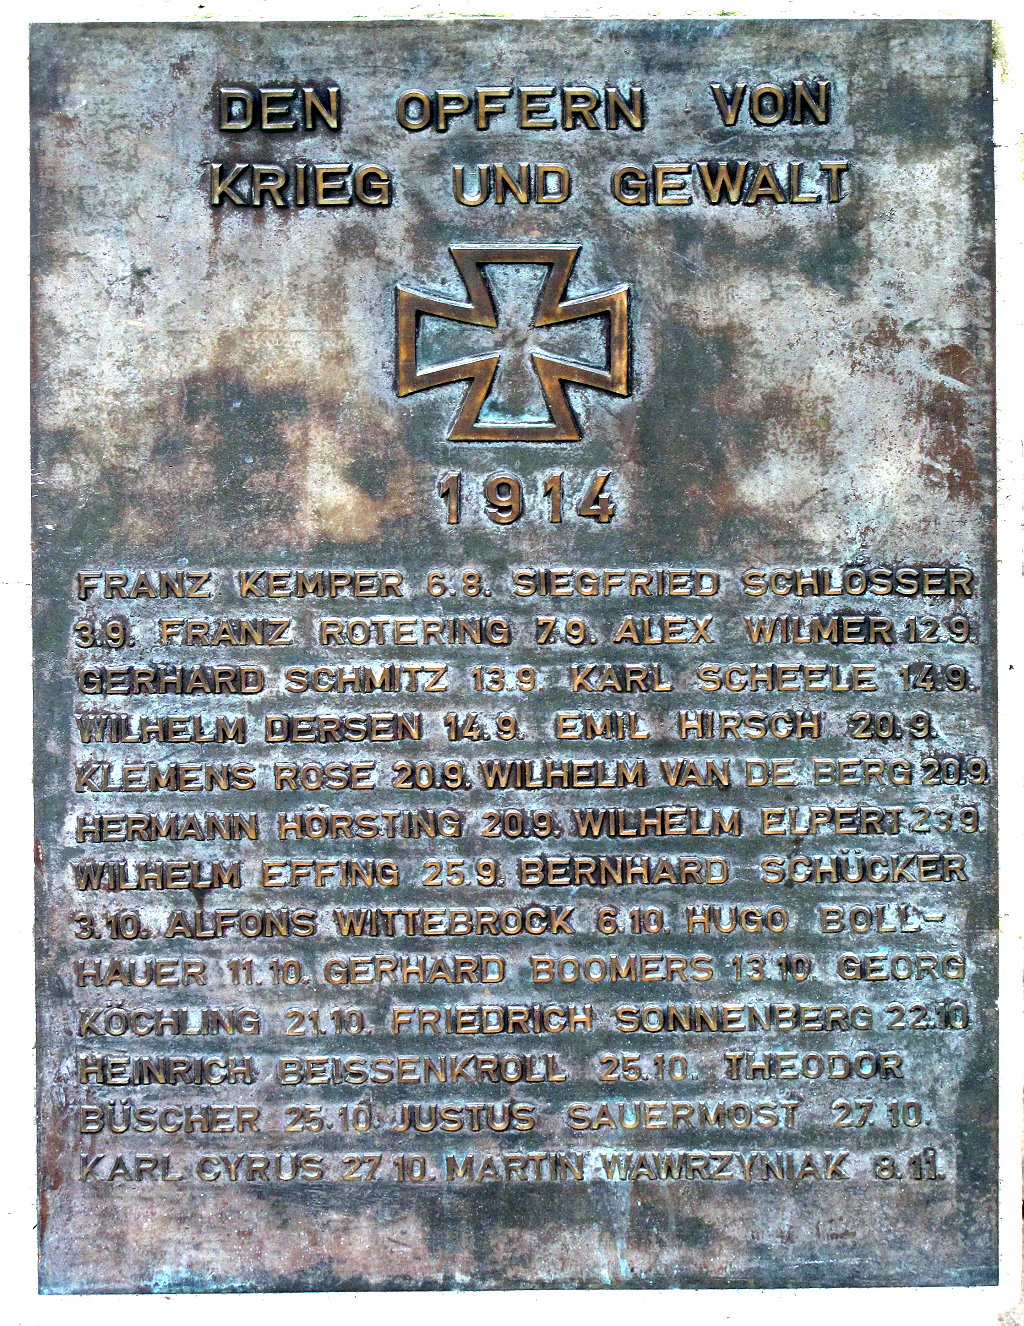 DEN OPFERN VON
KRIEG UND GEWALT
1914
FRANZ KEMPER 6.8. SIEGFRIED SCHLOSSER
3.9. FRANZ ROTERING 7.9. ALEX WILMER 12.9.
GERHARD SCHMITZ 13.9. KARL SCHEELE 14.9.
WILHELM DERSEN 14.9. EMIL HIRSCH 20.9.
KLEMENS ROSE 20.9. WILHELM VAN DE BERG 20.9.
HERMANN HORSTING 20.9. WILHELM ELPERT 23.9.
WILHELM EFFING 25.9. BERNHARD SCHÜCKER
3.10. ALFONS WITTEBROCK 6.10. HUGO BOLL-
HAUER 11.10. GERHARD BOOMERS 13.10. GEORG
KÖCHLING 21.10. FRIEDRICH SONNENBERG 22.10.
HEINRICH BEISSENKROLL 25.10. THEODOR
BÜSCHER 25.10. JUSTUS SAUERMOST 27.10.
KARL CYRUS 27.10. MARTIN WAWRZYNIAK 8.11.